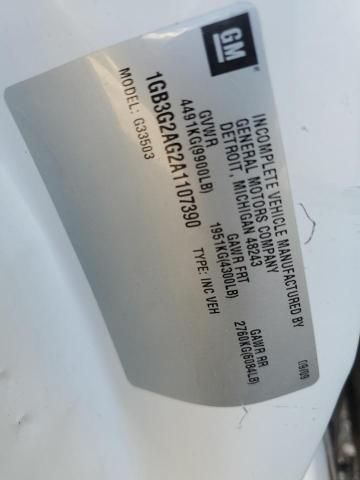 GM
INCOMPLETE VEHICLE MANUFACTURED BY
GENERAL MOTORS COMPANY
DETROIT, MICHIGAN 48243
09/09
GVWR GAWR FRT GAWR RR
4491KG(9900LB) 1951KG(4300LB) 2760KG(6084LB)
1GB3G2AG2A1107390 TYPE: INC VEH
MODEL: G33503